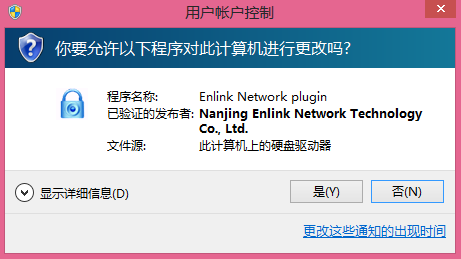 用户帐户控制
你要允许以下程序对此计算机进行更改吗?
程序名称: Enlink Network plugin
已验证的发布者: Nanjing Enlink Network Technology
Co., Ltd.
文件源: 此计算机上的硬盘驱动器
显示详细信息(D) 是(Y) 否(N)
更改这些通知的出现时间